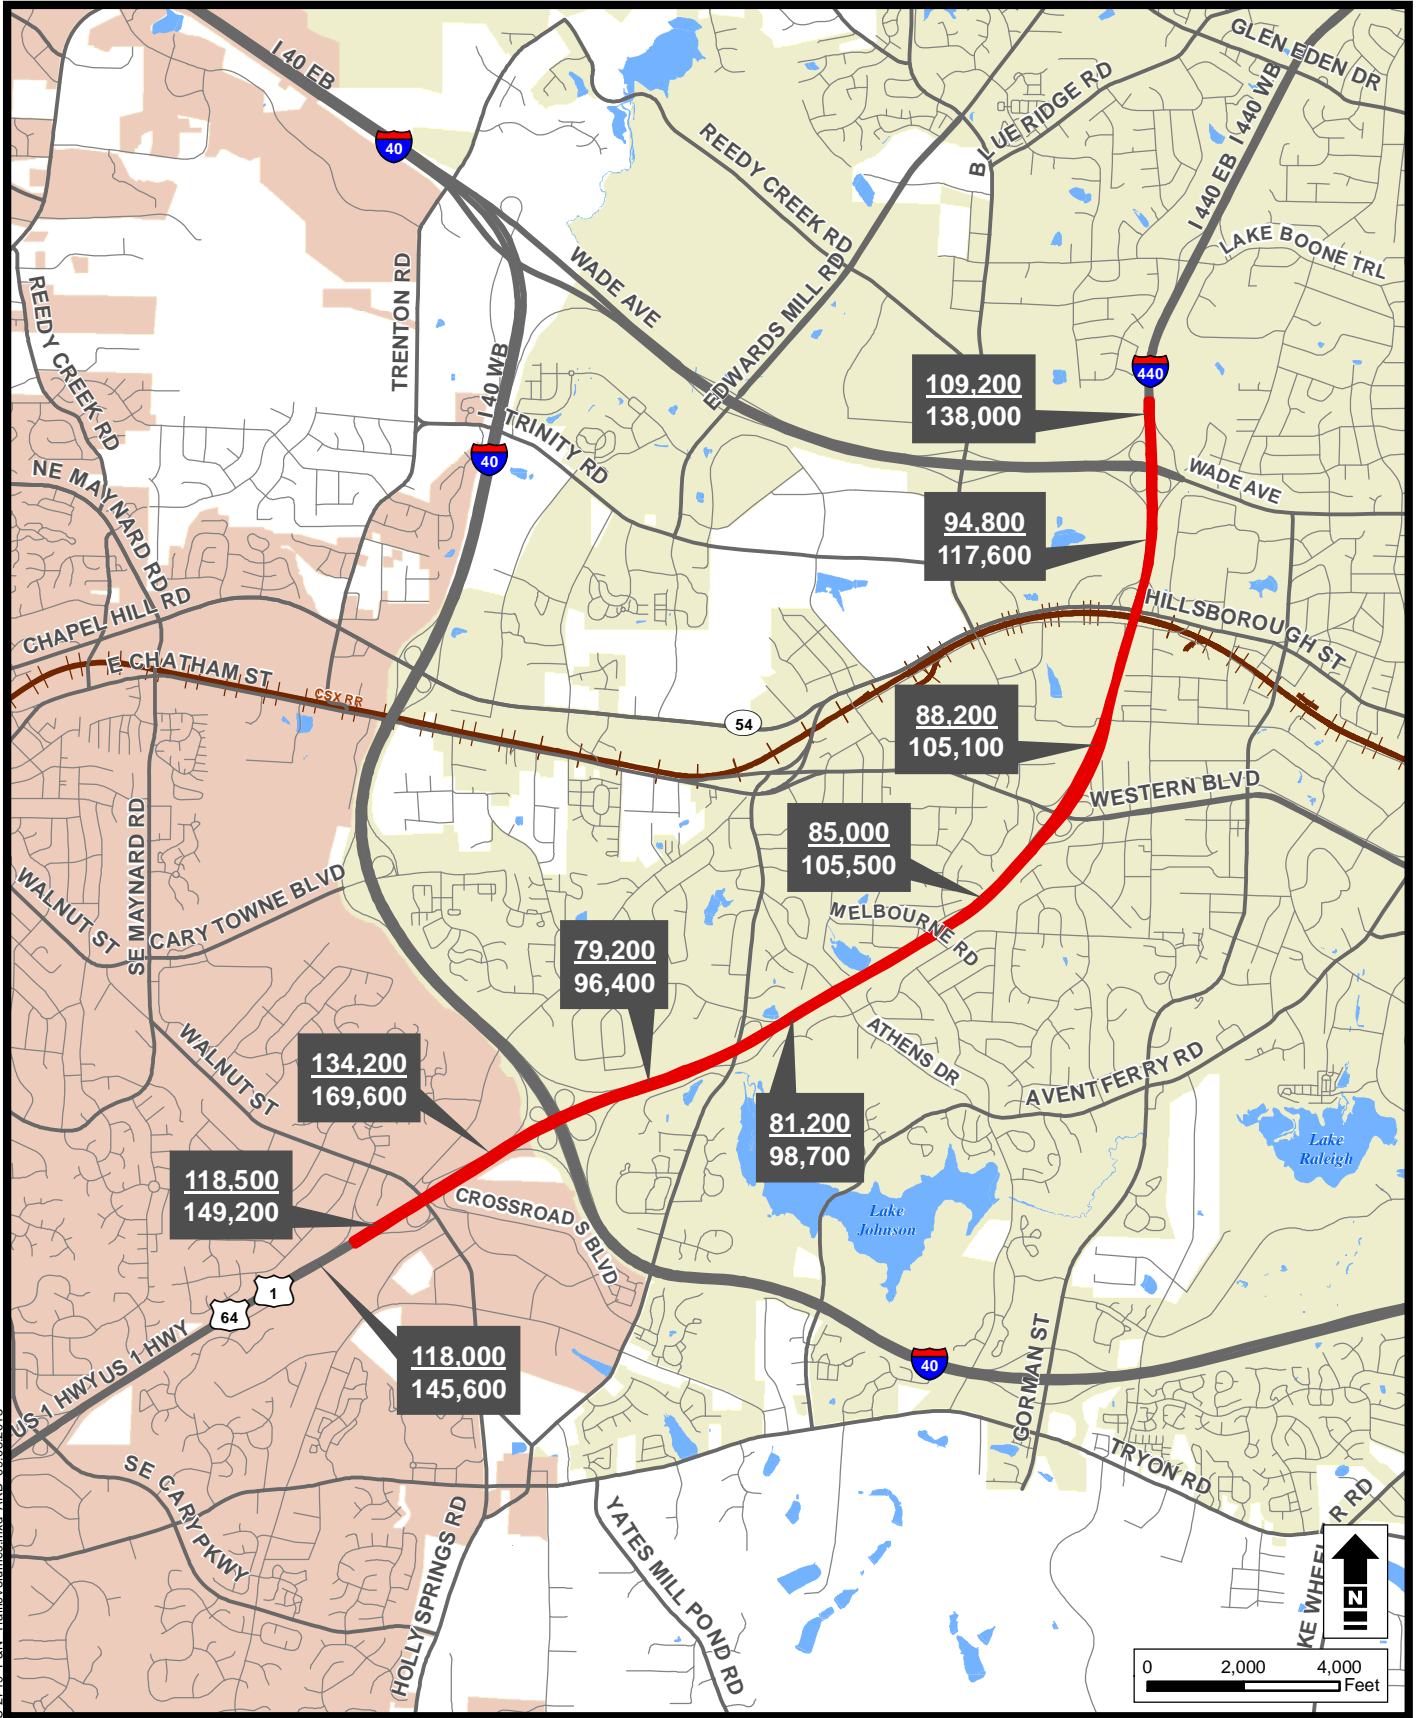 GLEN EDEN DR
I 40 EB
40
BLUE RIDGE RD
I 440 WB
REEDY CREEK RD
I 440 EB
LAKE BOONE TRL
TRENTON RD
WADE AVE
REEDY CREEK RD
EDWARDS MILL RD
I 40 WB
440
109,200
138,000
TRINITY RD
40
NE MAYNARD RD
WADE AVE
94,800
117,600
CHAPEL HILL RD
HILLSBOROUGH ST
E CHATHAM ST
CSX RR
54
88,200
105,100
WESTERN BLVD
SE MAYNARD RD
85,000
105,500
WALNUT ST
CARY TOWNE BLVD
MELBOURNE RD
79,200
96,400
WALNUT ST
134,200
169,600
ATHENS DR
AVENT FERRY RD
81,200
98,700
Lake
Raleigh
118,500
149,200
CROSSROADS BLVD
Lake
Johnson
1
64
US 1 HWY
US 1 HWY
118,000
145,600
40
GORMAN ST
TRYON RD
SE CARY PKWY
HOLLY SPRINGS RD
YATES MILL POND RD
KE WHEEL
R RD
N
0 2,000 4,000
Feet